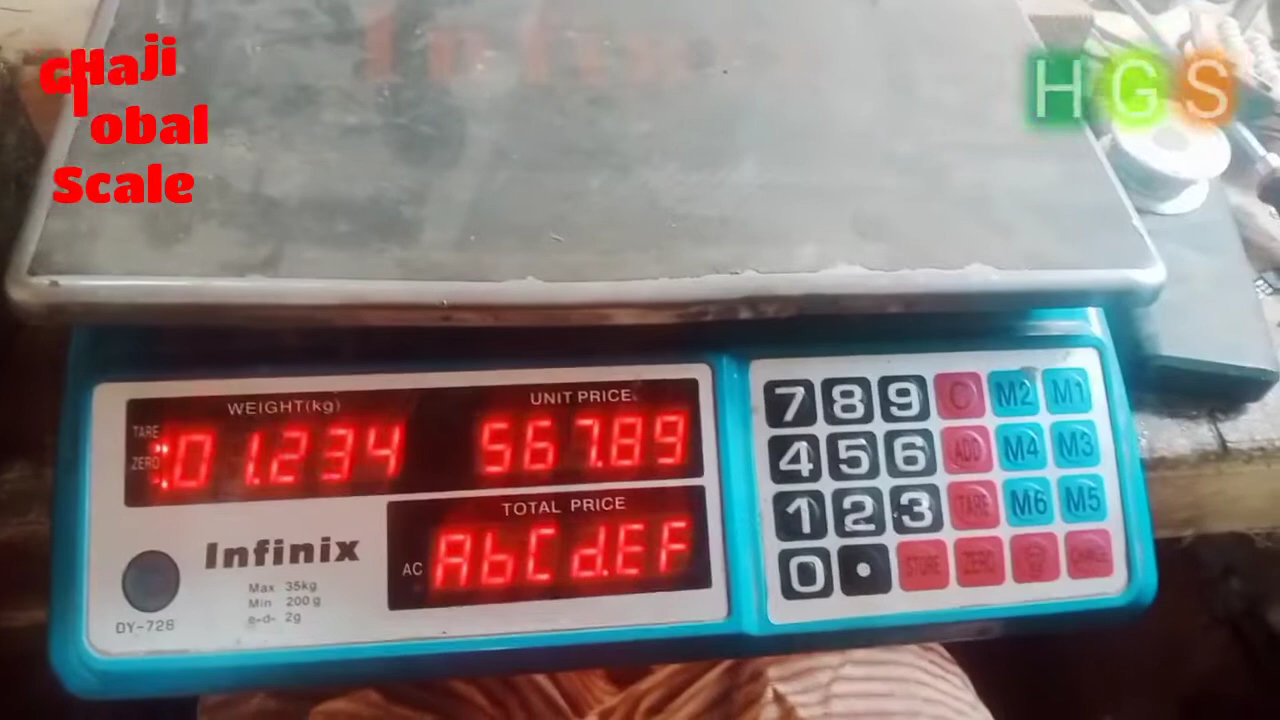 Haji
Global
Scale
HGS
WEIGHT(kg)
UNIT PRICE
TARE
ZERO
01.234
567.89
TOTAL PRICE
AC
AbCd.EF
Infinix
Max 35kg
Min 200g
e-d- 2g
DY-728
7 8 9 C M2 M1
4 5 6 ADD M4 M3
1 2 3 TARE M6 M5
0 . STORE ZERO